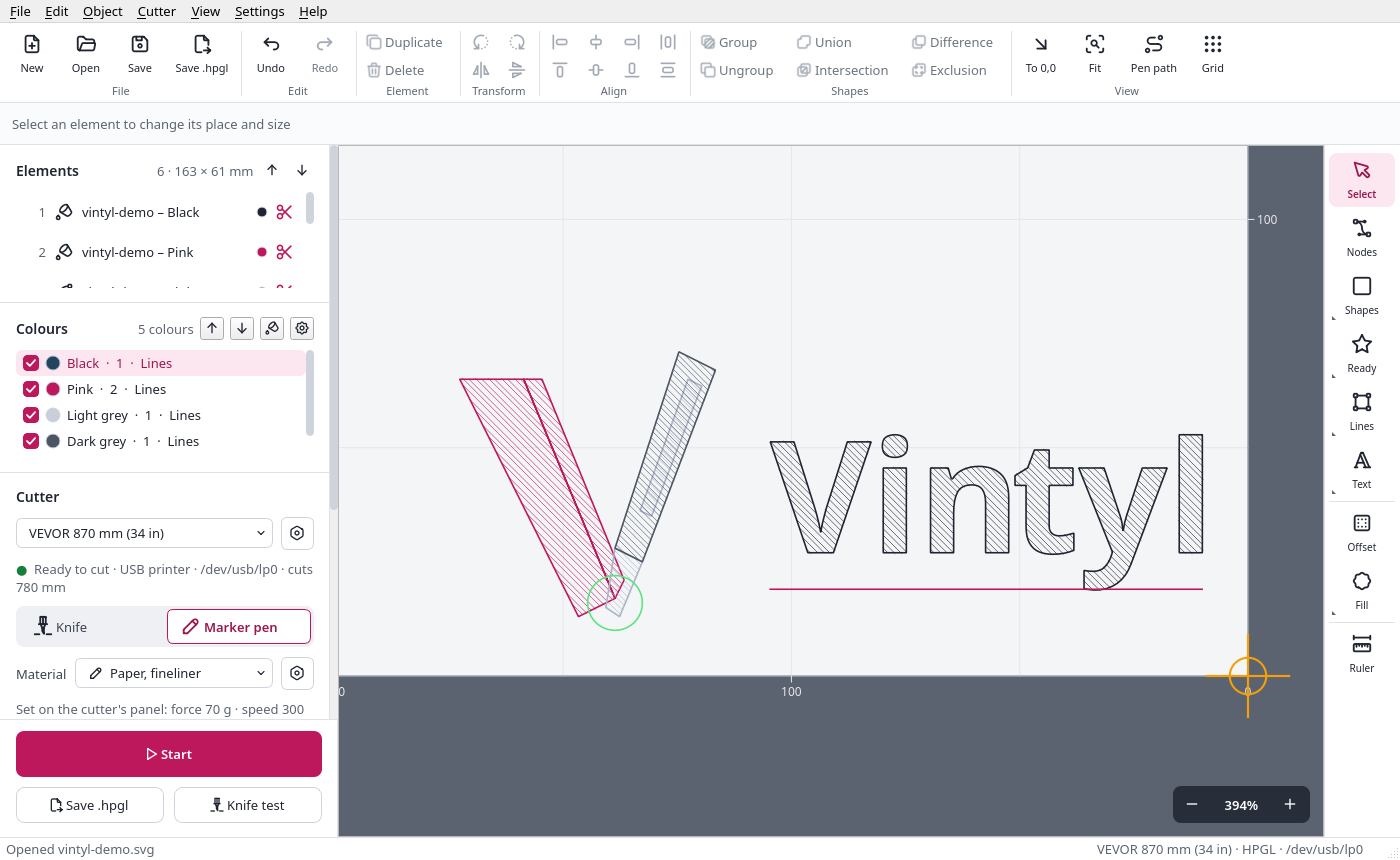 File Edit Object Cutter View Settings Help
New Open Save Save .hpgl Undo Redo Duplicate Delete Group Ungroup Union Intersection Difference Exclusion To 0,0 Fit Pen path Grid
File Edit Element Transform Align Shapes View
Select an element to change its place and size
Elements 6 · 163 × 61 mm
1 vintyl-demo – Black
2 vintyl-demo – Pink
Colours 5 colours
Black · 1 · Lines
Pink · 2 · Lines
Light grey · 1 · Lines
Dark grey · 1 · Lines
Cutter
VEVOR 870 mm (34 in)
Ready to cut · USB printer · /dev/usb/lp0 · cuts
780 mm
Knife Marker pen
Material Paper, fineliner
Set on the cutter's panel: force 70 g · speed 300
Start
Save .hpgl Knife test
Vintyl
100
0 100 0
394%
Select
Nodes
Shapes
Ready
Lines
Text
Offset
Fill
Ruler
Opened vintyl-demo.svg
VEVOR 870 mm (34 in) · HPGL · /dev/usb/lp0